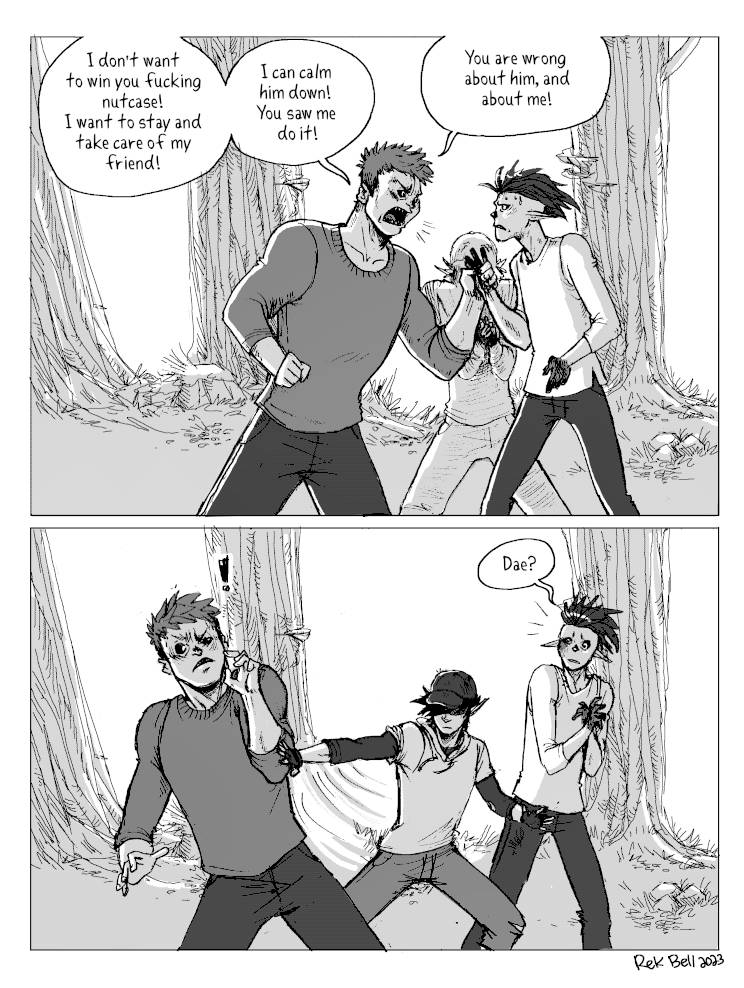 I don't want
to win you fucking
nutcase!
I want to stay and
take care of my
friend!
I can calm
him down!
You saw me
do it!
You are wrong
about him, and
about me!
!
Dae?
Rek Bell 2023